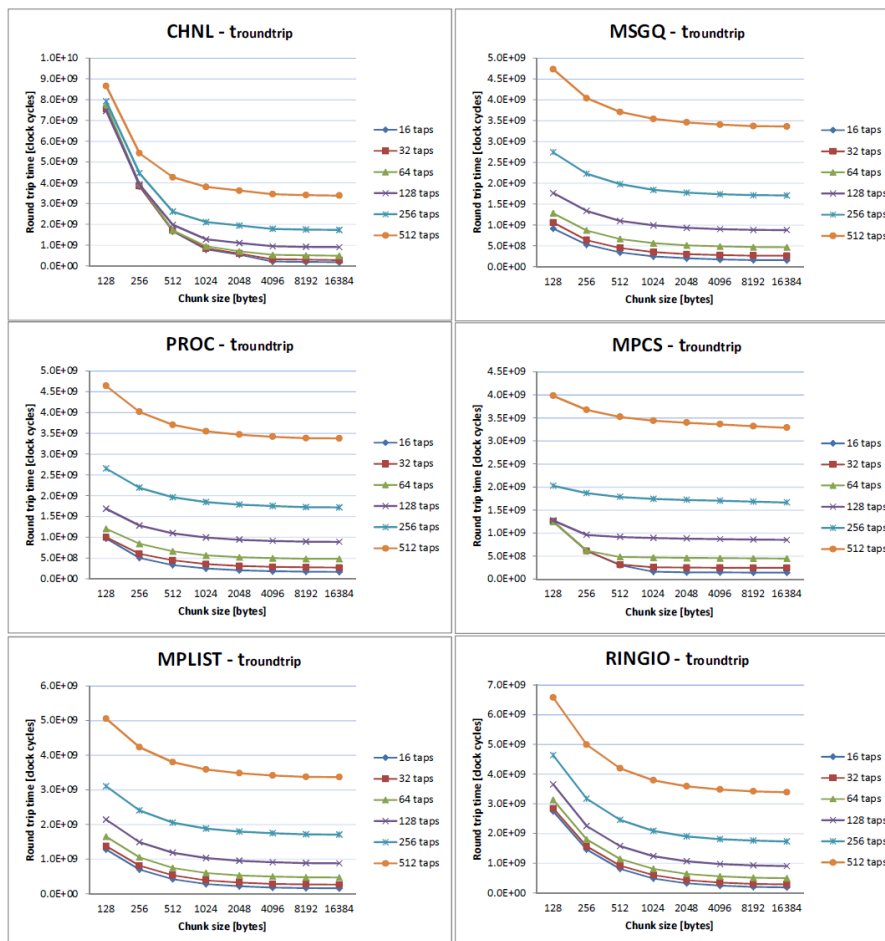 CHNL - troundtrip
Round trip time [clock cycles]
1.0E+10
9.0E+09
8.0E+09
7.0E+09
6.0E+09
5.0E+09
4.0E+09
3.0E+09
2.0E+09
1.0E+09
0.0E+00
128 256 512 1024 2048 4096 8192 16384
Chunk size [bytes]
16 taps
32 taps
64 taps
128 taps
256 taps
512 taps
MSGQ - troundtrip
Round trip time [clock cycles]
5.0E+09
4.5E+09
4.0E+09
3.5E+09
3.0E+09
2.5E+09
2.0E+09
1.5E+09
1.0E+09
5.0E+08
0.0E+00
128 256 512 1024 2048 4096 8192 16384
Chunk size [bytes]
16 taps
32 taps
64 taps
128 taps
256 taps
512 taps
PROC - troundtrip
Round trip time [clock cycles]
5.0E+09
4.5E+09
4.0E+09
3.5E+09
3.0E+09
2.5E+09
2.0E+09
1.5E+09
1.0E+09
5.0E+08
0.0E+00
128 256 512 1024 2048 4096 8192 16384
Chunk size [bytes]
16 taps
32 taps
64 taps
128 taps
256 taps
512 taps
MPCS - troundtrip
Round trip time [clock cycles]
4.5E+09
4.0E+09
3.5E+09
3.0E+09
2.5E+09
2.0E+09
1.5E+09
1.0E+09
5.0E+08
0.0E+00
128 256 512 1024 2048 4096 8192 16384
Chunk size [bytes]
16 taps
32 taps
64 taps
128 taps
256 taps
512 taps
MPLIST - troundtrip
Round trip time [clock cycles]
6.0E+09
5.0E+09
4.0E+09
3.0E+09
2.0E+09
1.0E+09
0.0E+00
128 256 512 1024 2048 4096 8192 16384
Chunk size [bytes]
16 taps
32 taps
64 taps
128 taps
256 taps
512 taps
RINGIO - troundtrip
Round trip time [clock cycles]
7.0E+09
6.0E+09
5.0E+09
4.0E+09
3.0E+09
2.0E+09
1.0E+09
0.0E+00
128 256 512 1024 2048 4096 8192 16384
Chunk size [bytes]
16 taps
32 taps
64 taps
128 taps
256 taps
512 taps